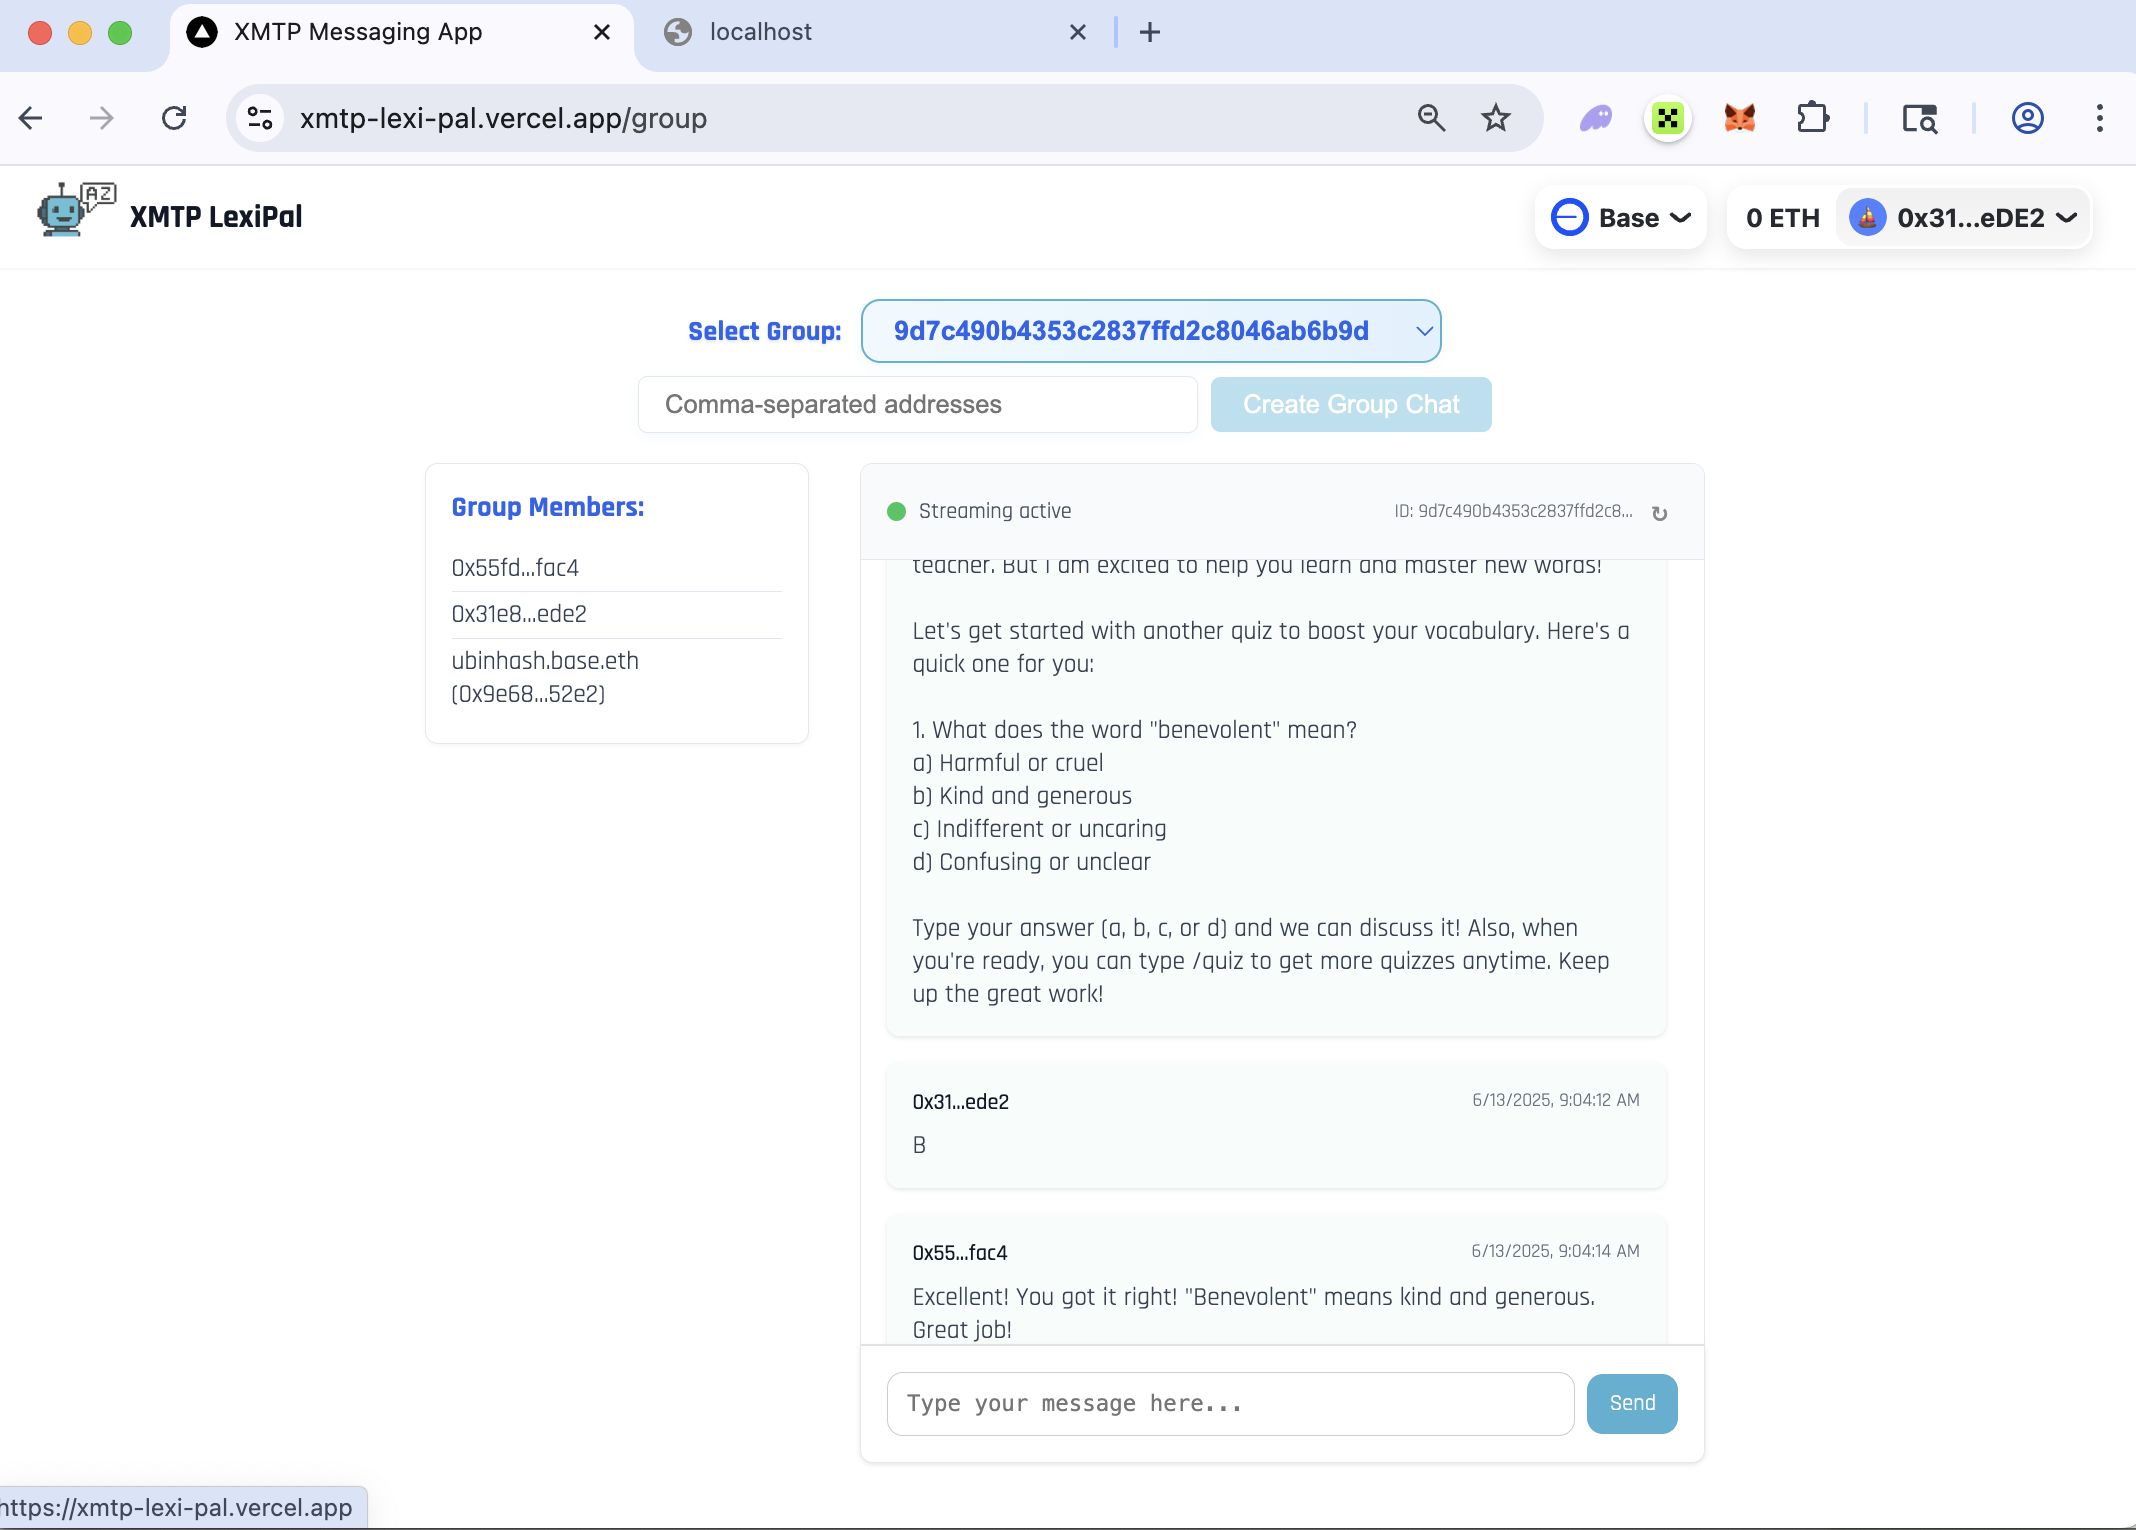 XMTP Messaging App
localhost
xmtp-lexi-pal.vercel.app/group
AZ
XMTP LexiPal
Base
0 ETH
0x31...eDE2
Select Group:
9d7c490b4353c2837ffd2c8046ab6b9d
Comma-separated addresses
Create Group Chat
Group Members:
0x55fd...fac4
0x31e8...ede2
ubinhash.base.eth
(0x9e68...52e2)
Streaming active
ID: 9d7c490b4353c2837ffd2c8...
teacher. But I am excited to help you learn and master new words!
Let's get started with another quiz to boost your vocabulary. Here's a
quick one for you:
1. What does the word "benevolent" mean?
a) Harmful or cruel
b) Kind and generous
c) Indifferent or uncaring
d) Confusing or unclear
Type your answer (a, b, c, or d) and we can discuss it! Also, when
you're ready, you can type /quiz to get more quizzes anytime. Keep
up the great work!
0x31...ede2
6/13/2025, 9:04:12 AM
B
0x55...fac4
6/13/2025, 9:04:14 AM
Excellent! You got it right! "Benevolent" means kind and generous.
Great job!
Type your message here...
Send
https://xmtp-lexi-pal.vercel.app